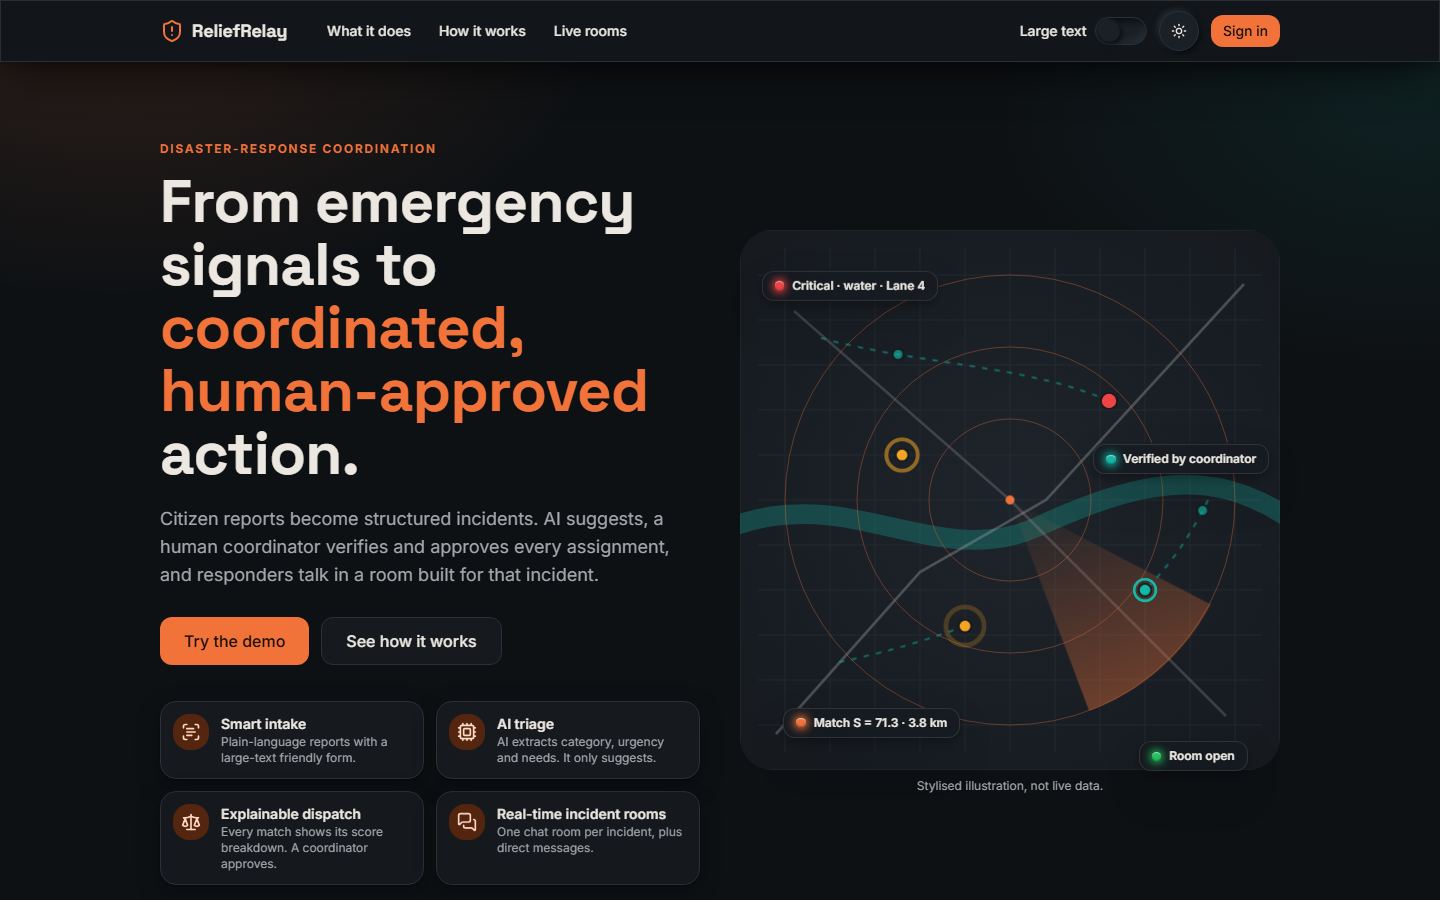 ReliefRelay
What it does
How it works
Live rooms
Large text
Sign in
DISASTER-RESPONSE COORDINATION
From emergency
signals to
coordinated,
human-approved
action.
Citizen reports become structured incidents. AI suggests, a
human coordinator verifies and approves every assignment,
and responders talk in a room built for that incident.
Try the demo
See how it works
Smart intake
Plain-language reports with a
large-text friendly form.
AI triage
AI extracts category, urgency
and needs. It only suggests.
Explainable dispatch
Every match shows its score
breakdown. A coordinator
approves.
Real-time incident rooms
One chat room per incident, plus
direct messages.
Critical · water · Lane 4
Verified by coordinator
Match S = 71.3 · 3.8 km
Room open
Stylised illustration, not live data.